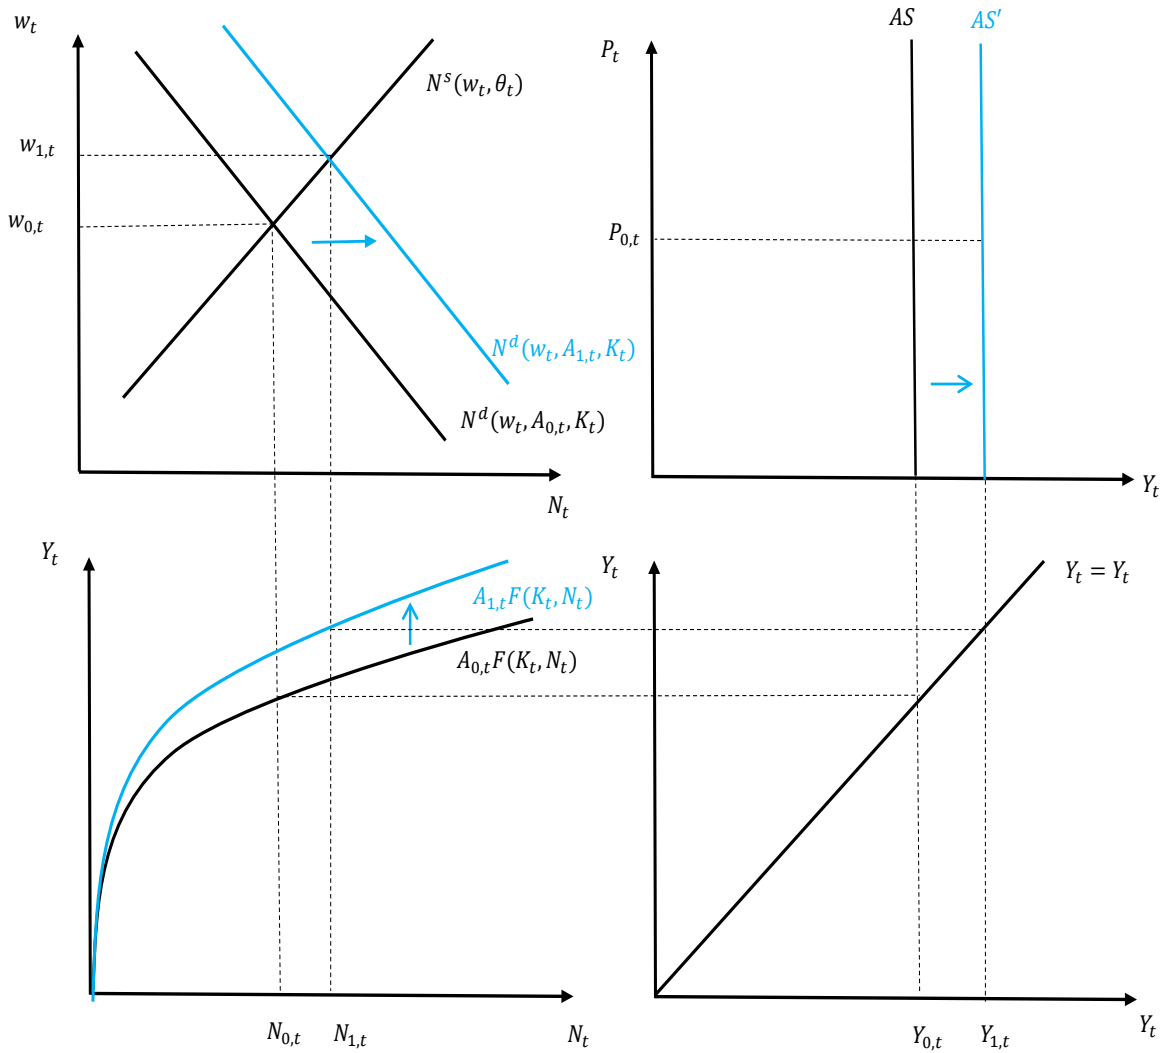 w_t
N^s(w_t, θ_t)
w_{1,t}
w_{0,t}
N^d(w_t, A_{1,t}, K_t)
N^d(w_t, A_{0,t}, K_t)
N_t
AS
AS′
P_t
P_{0,t}
Y_t
Y_t
A_{1,t}F(K_t, N_t)
A_{0,t}F(K_t, N_t)
N_{0,t}
N_{1,t}
N_t
Y_t
Y_t = Y_t
Y_{0,t}
Y_{1,t}
Y_t